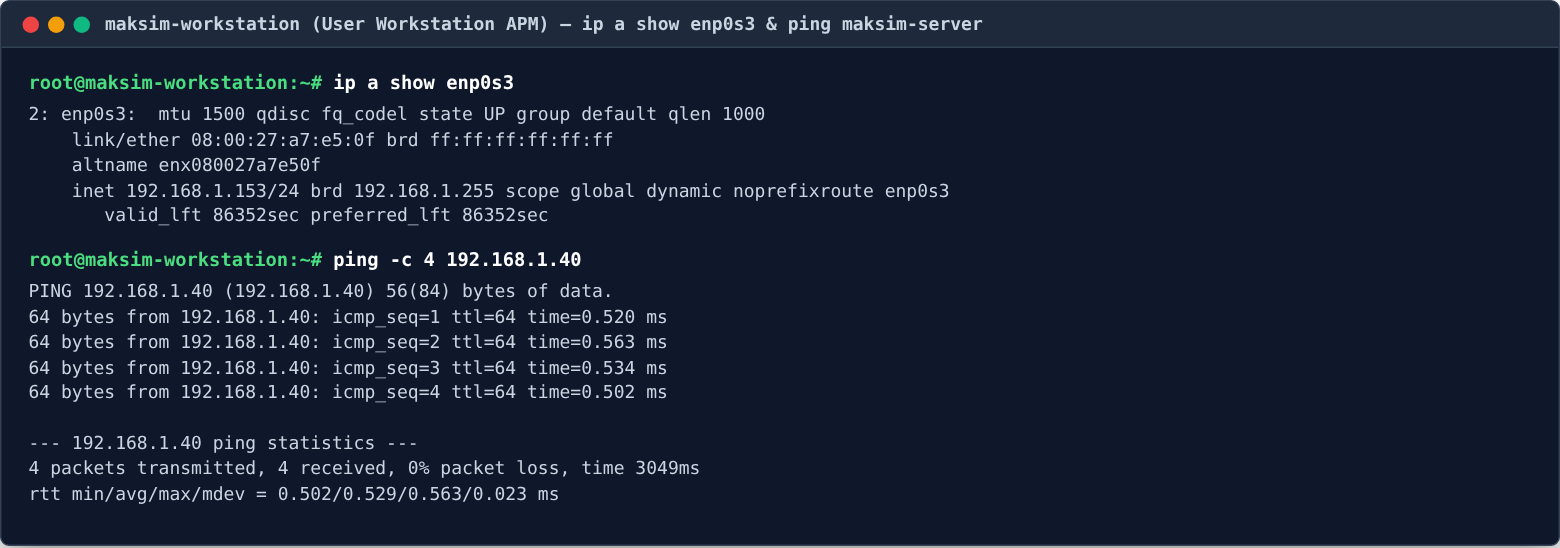 maksim-workstation (User Workstation APM) — ip a show enp0s3 & ping maksim-server
root@maksim-workstation:~# ip a show enp0s3
2: enp0s3:  mtu 1500 qdisc fq_codel state UP group default qlen 1000
    link/ether 08:00:27:a7:e5:0f brd ff:ff:ff:ff:ff:ff
    altname enx080027a7e50f
    inet 192.168.1.153/24 brd 192.168.1.255 scope global dynamic noprefixroute enp0s3
       valid_lft 86352sec preferred_lft 86352sec
root@maksim-workstation:~# ping -c 4 192.168.1.40
PING 192.168.1.40 (192.168.1.40) 56(84) bytes of data.
64 bytes from 192.168.1.40: icmp_seq=1 ttl=64 time=0.520 ms
64 bytes from 192.168.1.40: icmp_seq=2 ttl=64 time=0.563 ms
64 bytes from 192.168.1.40: icmp_seq=3 ttl=64 time=0.534 ms
64 bytes from 192.168.1.40: icmp_seq=4 ttl=64 time=0.502 ms
--- 192.168.1.40 ping statistics ---
4 packets transmitted, 4 received, 0% packet loss, time 3049ms
rtt min/avg/max/mdev = 0.502/0.529/0.563/0.023 ms